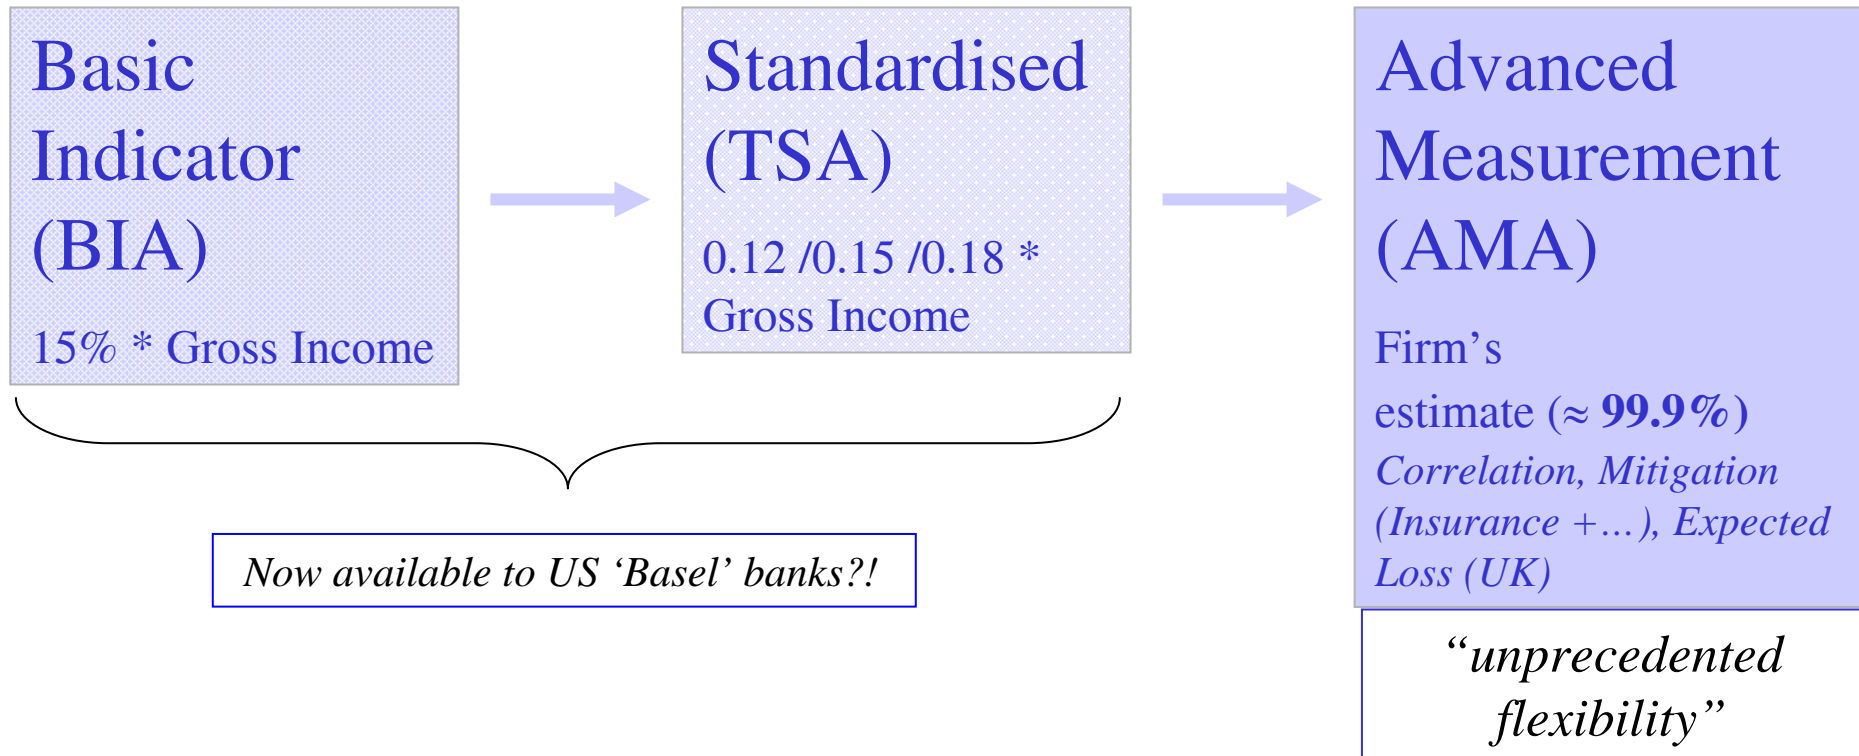 Basic
Indicator
(BIA)
15% * Gross Income
Standardised
(TSA)
0.12 /0.15 /0.18 *
Gross Income
Advanced
Measurement
(AMA)
Firm’s
estimate (≈ 99.9%)
Correlation, Mitigation
(Insurance +…), Expected
Loss (UK)
Now available to US ‘Basel’ banks?!
“unprecedented
flexibility”